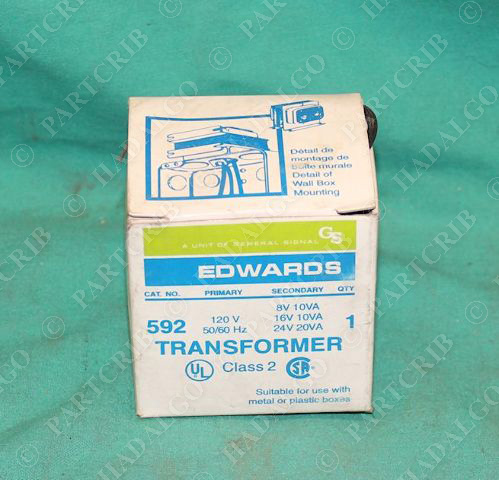 Détail de
montage de
boîte murale
Detail of
Wall Box
Mounting
GS
A UNIT OF GENERAL SIGNAL
EDWARDS
CAT. NO. PRIMARY SECONDARY QTY
592 120 V 50/60 Hz 8V 10VA 16V 10VA 24V 20VA 1
TRANSFORMER
UL Class 2 SA
Suitable for use with
metal or plastic boxes
© PARTCRIB
© HADALGO